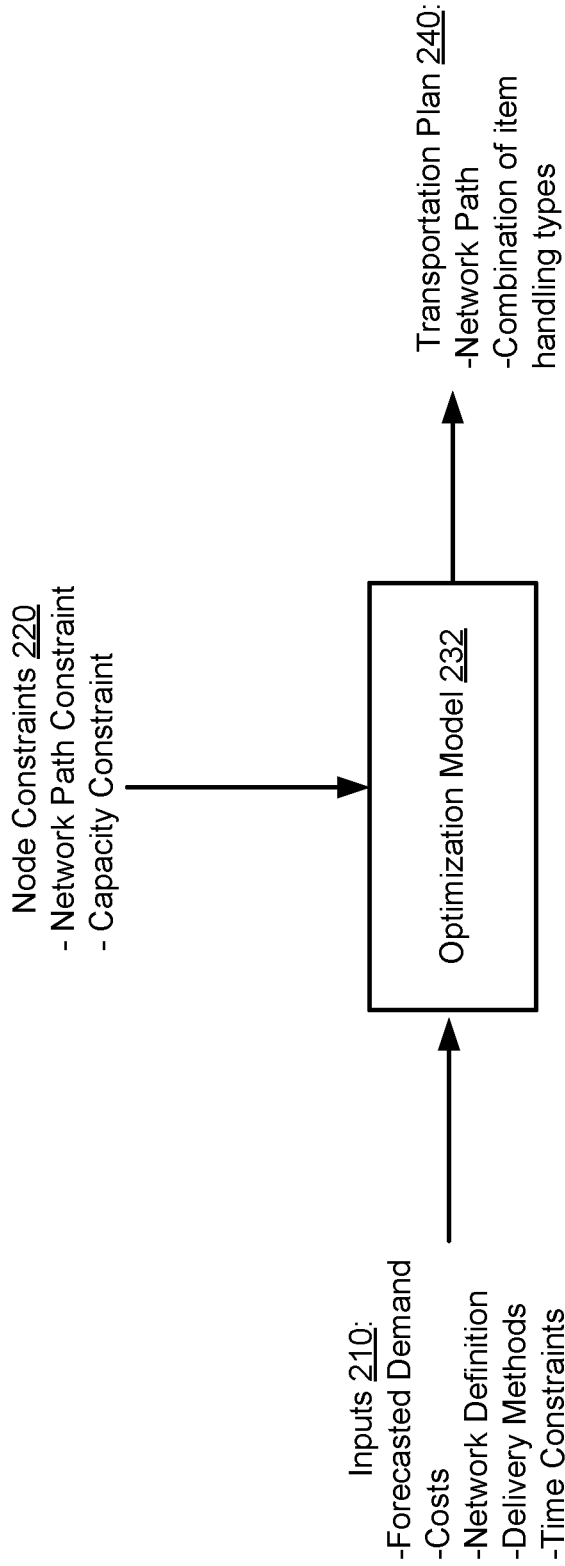 Inputs 210:
-Forecasted Demand
-Costs
-Network Definition
-Delivery Methods
-Time Constraints
Node Constraints 220
- Network Path Constraint
- Capacity Constraint
Optimization Model 232
Transportation Plan 240:
-Network Path
-Combination of item
handling types